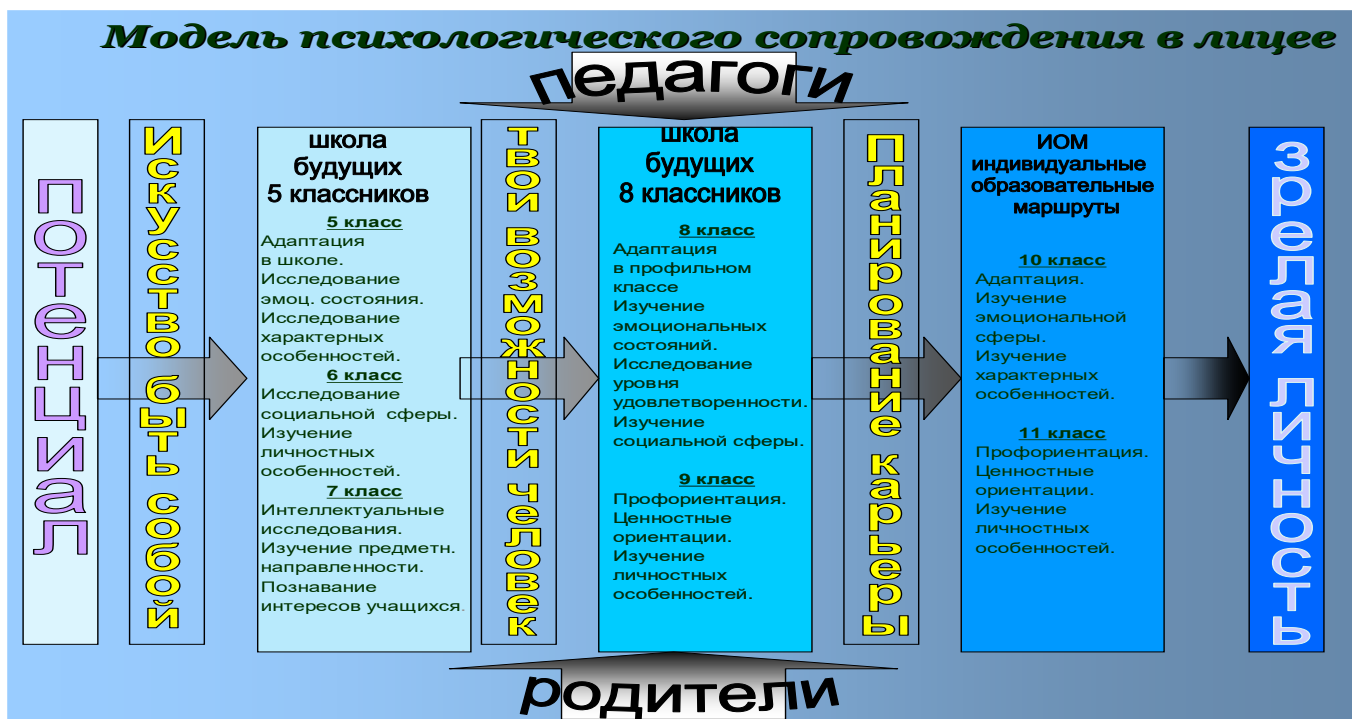 Модель психологического сопровождения в лицее
педагоги
потенциал
Искусство быть собой
школа
будущих
5 классников
5 класс
Адаптация
в школе.
Исследование
эмоц. состояния.
Исследование
характерных
особенностей.
6 класс
Исследование
социальной сферы.
Изучение
личностных
особенностей.
7 класс
Интеллектуальные
исследования.
Изучение предметн.
направленности.
Познавание
интересов учащихся.
твои возможности человек
школа
будущих
8 классников
8 класс
Адаптация
в профильном
классе
Изучение
эмоциональных
состояний.
Исследование
уровня
удовлетворенности.
Изучение
социальной сферы.
9 класс
Профориентация.
Ценностные
ориентации.
Изучение
личностных
особенностей.
Планирование карьеры
ИОМ
индивидуальные
образовательные
маршруты
10 класс
Адаптация.
Изучение
эмоциональной
сферы.
Изучение
характерных
особенностей.
11 класс
Профориентация.
Ценностные
ориентации.
Изучение
личностных
особенностей.
зрелая личность
родители